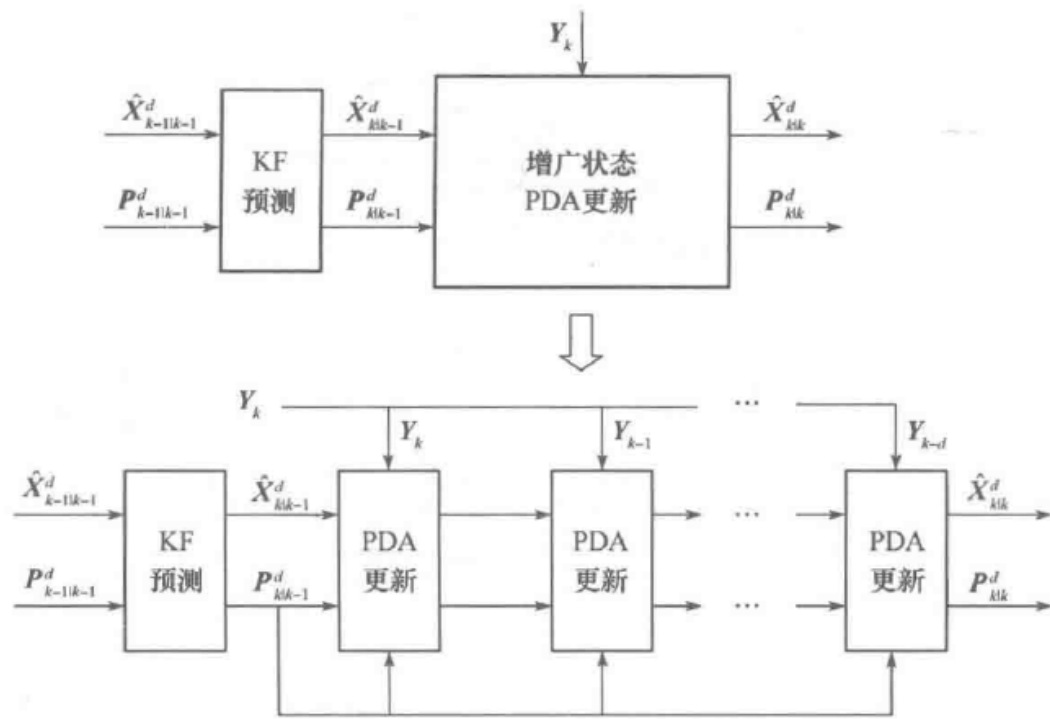 Y_k
X̂^d_{k-1|k-1} X̂^d_{k|k-1} X̂^d_{k|k}
KF
预测
增广状态
PDA更新
P^d_{k-1|k-1} P^d_{k|k-1} P^d_{k|k}
Y_k ...
Y_k Y_{k-1} Y_{k-d}
X̂^d_{k-1|k-1} X̂^d_{k|k-1} ... X̂^d_{k|k}
KF PDA PDA PDA
预测 更新 更新 更新
P^d_{k-1|k-1} P^d_{k|k-1} ... P^d_{k|k}